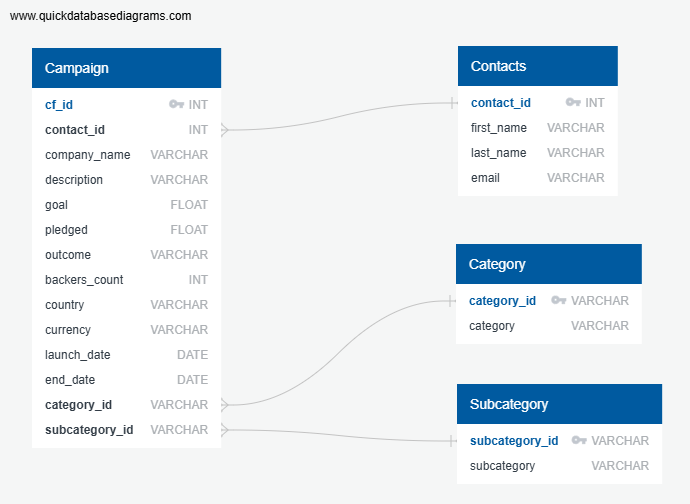 www.quickdatabasediagrams.com
Campaign
cf_id INT
contact_id INT
company_name VARCHAR
description VARCHAR
goal FLOAT
pledged FLOAT
outcome VARCHAR
backers_count INT
country VARCHAR
currency VARCHAR
launch_date DATE
end_date DATE
category_id VARCHAR
subcategory_id VARCHAR
Contacts
contact_id INT
first_name VARCHAR
last_name VARCHAR
email VARCHAR
Category
category_id VARCHAR
category VARCHAR
Subcategory
subcategory_id VARCHAR
subcategory VARCHAR